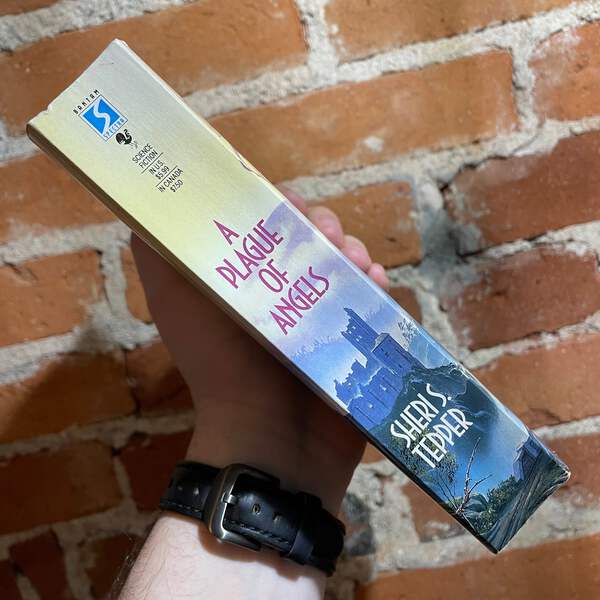 BANTAM
S
SPECTRA
SCIENCE
FICTION
IN U.S.
$5.99
IN CANADA
$7.50
A
PLAGUE
OF
ANGELS
SHERI S.
TEPPER